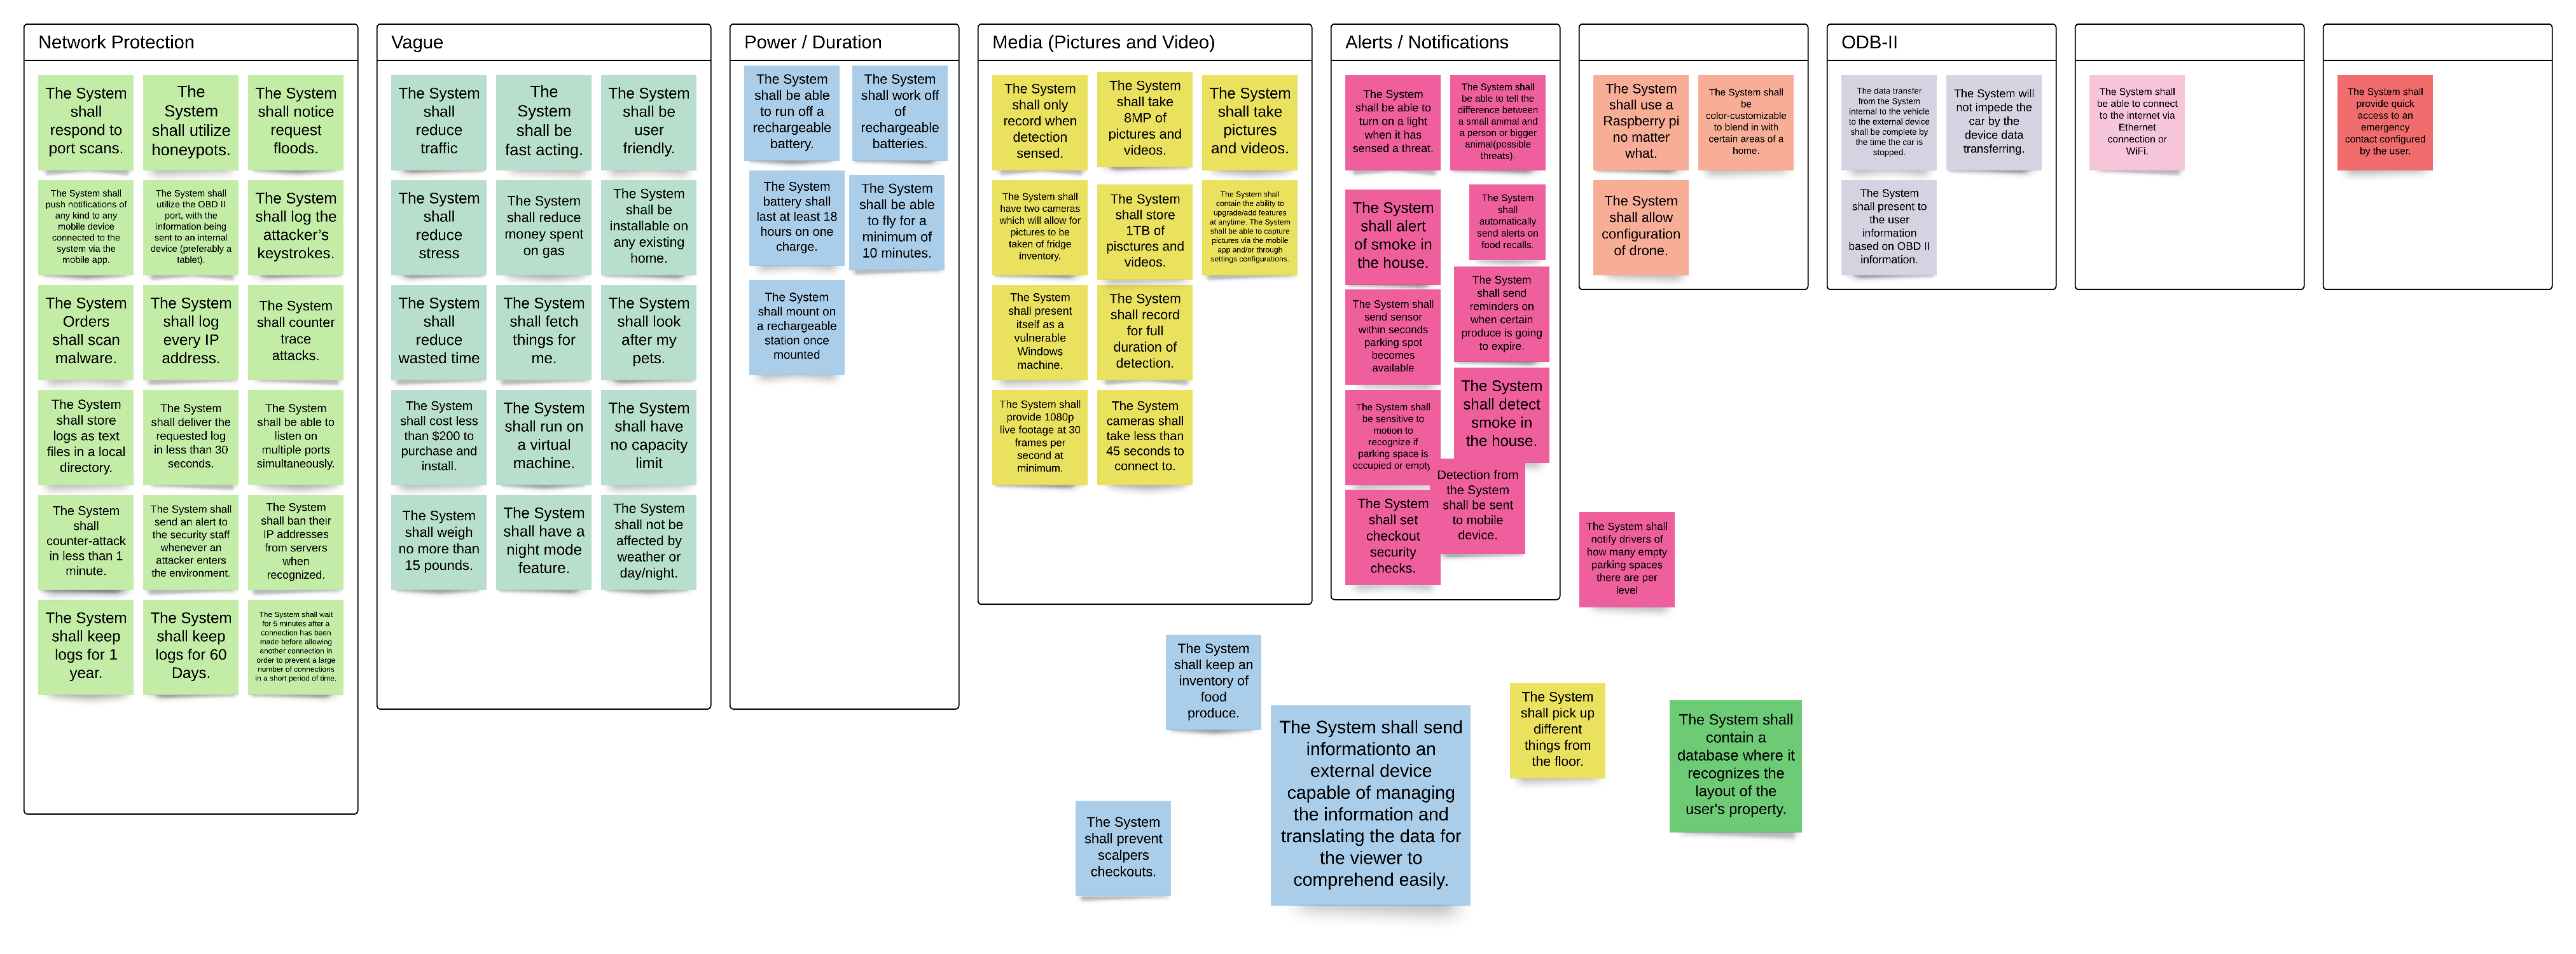 Network Protection
The System
shall
respond to
port scans.
The
System
shall utilize
honeypots.
The System
shall notice
request
floods.
The System shall
push notifications of
any kind to any
mobile device
connected to the
system via the
mobile app.
The System shall
utilize the OBD II
port, with the
information being
sent to an internal
device (preferably a
tablet).
The System
shall log the
attacker’s
keystrokes.
The System
Orders
shall scan
malware.
The System
shall log
every IP
address.
The System
shall counter
trace
attacks.
The System
shall store
logs as text
files in a local
directory.
The System
shall deliver the
requested log
in less than 30
seconds.
The System
shall be able to
listen on
multiple ports
simultaneously.
The System
shall
counter-attack
in less than 1
minute.
The System shall
send an alert to
the security staff
whenever an
attacker enters
the environment.
The System
shall ban their
IP addresses
from servers
when
recognized.
The System
shall keep
logs for 1
year.
The System
shall keep
logs for 60
Days.
The System shall wait
for 5 minutes after a
connection has been
made before allowing
another connection in
order to prevent a large
number of connections
in a short period of time.
Vague
The System
shall
reduce
traffic
The
System
shall be
fast acting.
The System
shall be
user
friendly.
The System
shall
reduce
stress
The System
shall reduce
money spent
on gas
The System
shall be
installable on
any existing
home.
The System
shall
reduce
wasted time
The System
shall fetch
things for
me.
The System
shall look
after my
pets.
The System
shall cost less
than $200 to
purchase and
install.
The System
shall run on
a virtual
machine.
The System
shall have
no capacity
limit
The System
shall weigh
no more than
15 pounds.
The System
shall have a
night mode
feature.
The System
shall not be
affected by
weather or
day/night.
Power / Duration
The System
shall be able
to run off a
rechargeable
battery.
The System
shall work off
of
rechargeable
batteries.
The System
battery shall
last at least 18
hours on one
charge.
The System
shall be able
to fly for a
minimum of
10 minutes.
The System
shall mount on
a rechargeable
station once
mounted
Media (Pictures and Video)
The System
shall only
record when
detection
sensed.
The System
shall take
8MP of
pictures and
videos.
The System
shall take
pictures
and videos.
The System shall
have two cameras
which will allow for
pictures to be
taken of fridge
inventory.
The System
shall store
1TB of
pisctures and
videos.
The System shall
contain the ability to
upgrade/add features
at anytime. The System
shall be able to capture
pictures via the mobile
app and/or through
settings configurations.
The System
shall present
itself as a
vulnerable
Windows
machine.
The System
shall record
for full
duration of
detection.
The System shall
provide 1080p
live footage at 30
frames per
second at
minimum.
The System
cameras shall
take less than
45 seconds to
connect to.
Alerts / Notifications
The System
shall be able to
turn on a light
when it has
sensed a threat.
The System shall
be able to tell the
difference between
a small animal and
a person or bigger
animal(possible
threats).
The System
shall alert
of smoke in
the house.
The System
shall
automatically
send alerts on
food recalls.
The System shall
send sensor
within seconds
parking spot
becomes
available
The System
shall send
reminders on
when certain
produce is going
to expire.
The System shall
be sensitive to
motion to
recognize if
parking space is
occupied or empty
The System
shall detect
smoke in
the house.
The System
shall set
checkout
security
checks.
Detection from
the System
shall be sent
to mobile
device.
The System
shall use a
Raspberry pi
no matter
what.
The System shall
be
color-customizable
to blend in with
certain areas of a
home.
The System
shall allow
configuration
of drone.
ODB-II
The data transfer
from the System
internal to the vehicle
to the external device
shall be complete by
the time the car is
stopped.
The System will
not impede the
car by the
device data
transferring.
The System
shall present to
the user
information
based on OBD II
information.
The System shall
be able to connect
to the internet via
Ethernet
connection or
WiFi.
The System shall
provide quick
access to an
emergency
contact configured
by the user.
The System shall
notify drivers of
how many empty
parking spaces
there are per
level
The System
shall keep an
inventory of
food
produce.
The System shall send
informationto an
external device
capable of managing
the information and
translating the data for
the viewer to
comprehend easily.
The System
shall pick up
different
things from
the floor.
The System shall
contain a
database where it
recognizes the
layout of the
user's property.
The System
shall prevent
scalpers
checkouts.